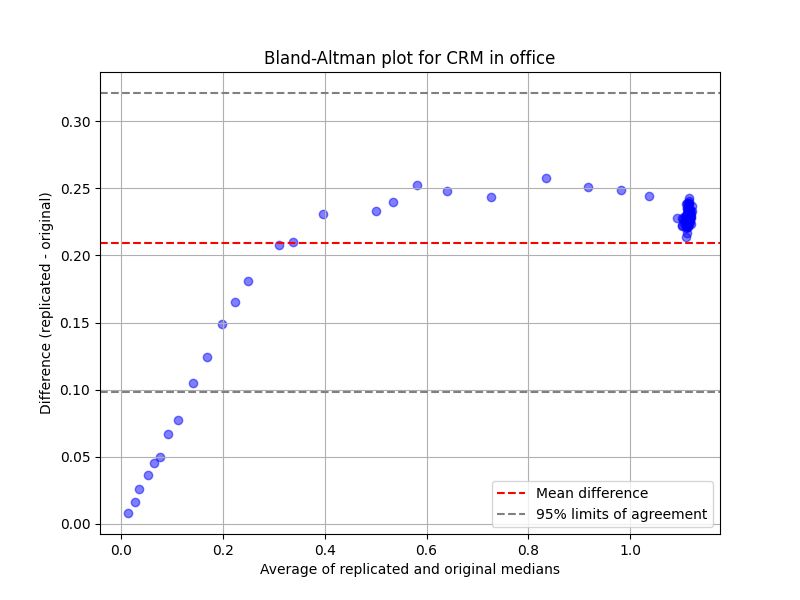 Bland-Altman plot for CRM in office
Difference (replicated - original)
0.30
0.25
0.20
0.15
0.10
0.05
0.00
Mean difference
95% limits of agreement
0.0 0.2 0.4 0.6 0.8 1.0
Average of replicated and original medians